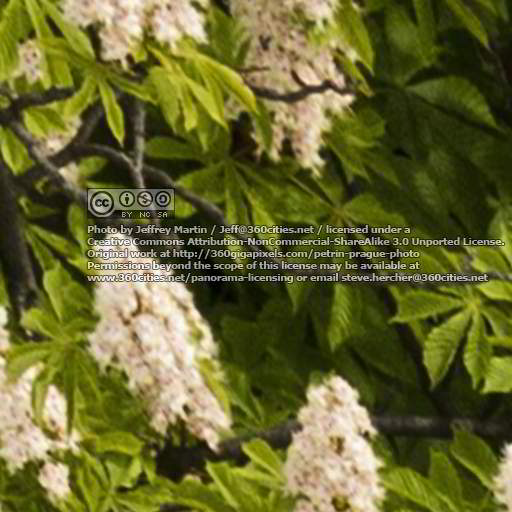 cc
BY NC SA
Photo by Jeffrey Martin / Jeff@360cities.net / licensed under a
Creative Commons Attribution-NonCommercial-ShareAlike 3.0 Unported License.
Original work at http://360gigapixels.com/petrin-prague-photo
Permissions beyond the scope of this license may be available at
www.360cities.net/panorama-licensing or email steve.hercher@360cities.net